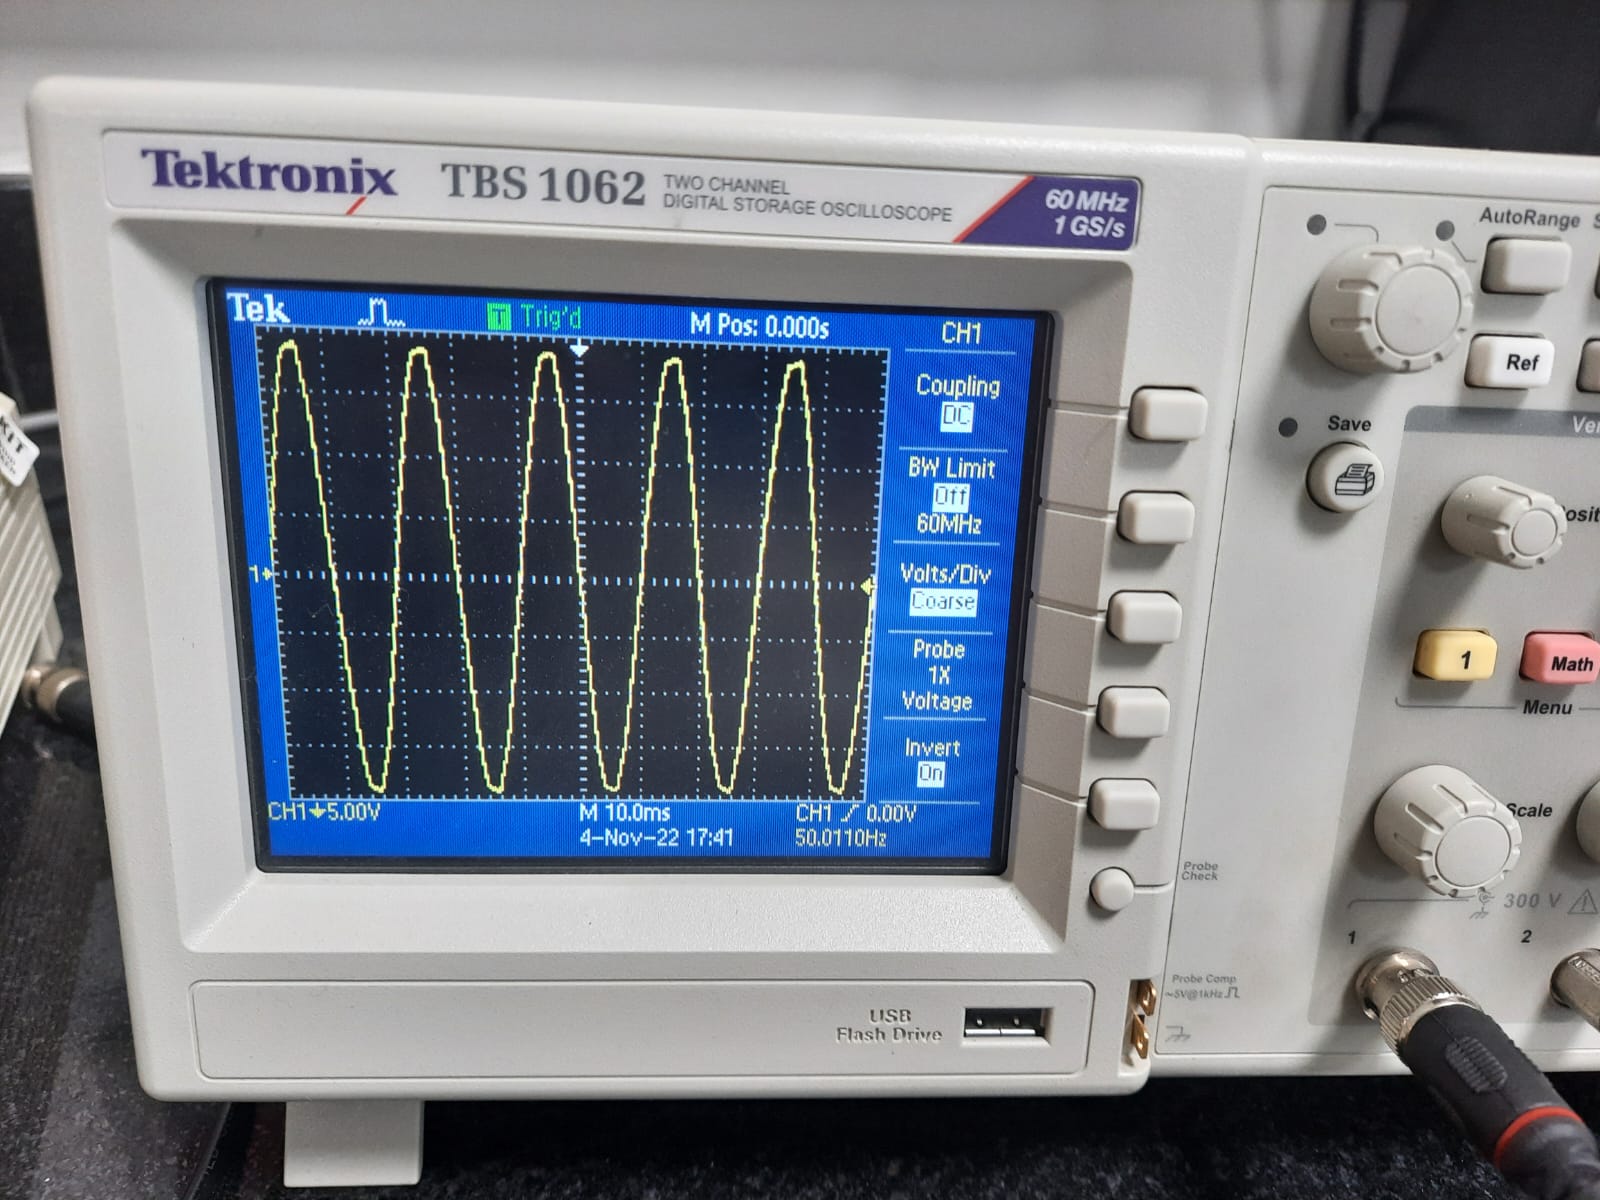 Tektronix TBS 1062 TWO CHANNEL
DIGITAL STORAGE OSCILLOSCOPE
60 MHz
1 GS/s
Tek Trig'd M Pos: 0.000s CH1
Coupling
DC
BW Limit
Off
60MHz
Volts/Div
Coarse
Probe
1X
Voltage
Invert
On
1
CH1 5.00V M 10.0ms CH1 0.00V
4-Nov-22 17:41 50.0110Hz
USB
Flash Drive
AutoRange
Ref
Save
1
Math
Menu
Scale
Probe
Check
300 V
1 2
Probe Comp
~5V@1kHz
KIT